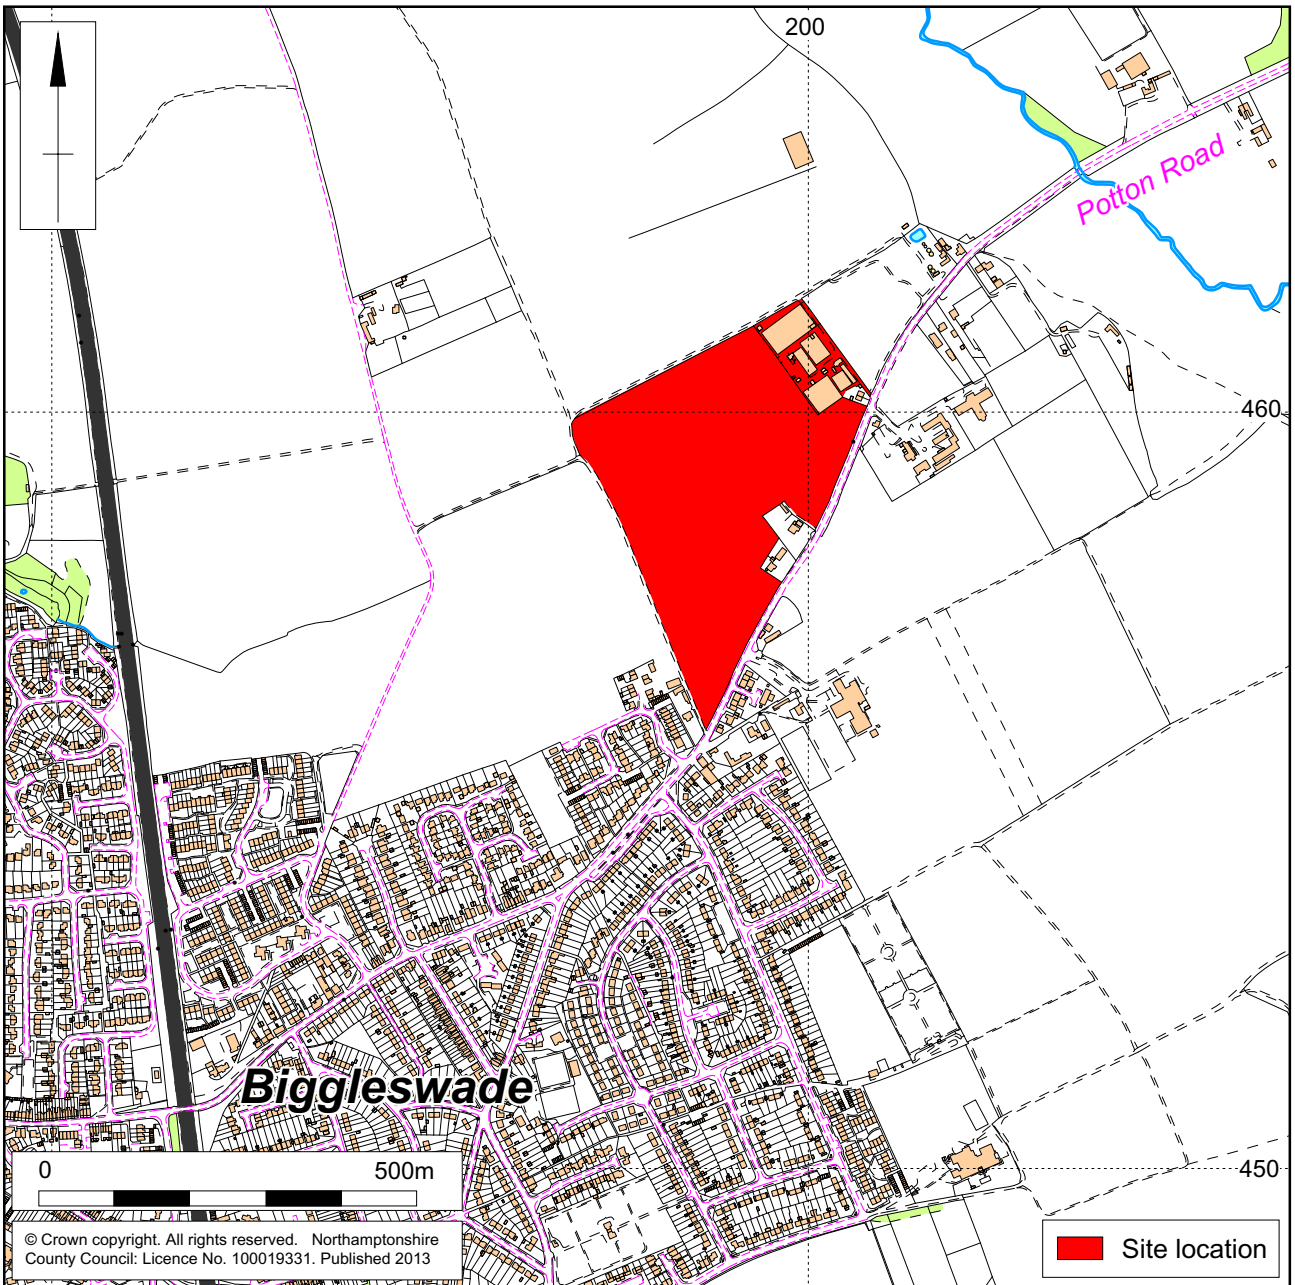 200
Potton Road
460
Biggleswade
0 500m
450
© Crown copyright. All rights reserved. Northamptonshire
County Council: Licence No. 100019331. Published 2013
Site location